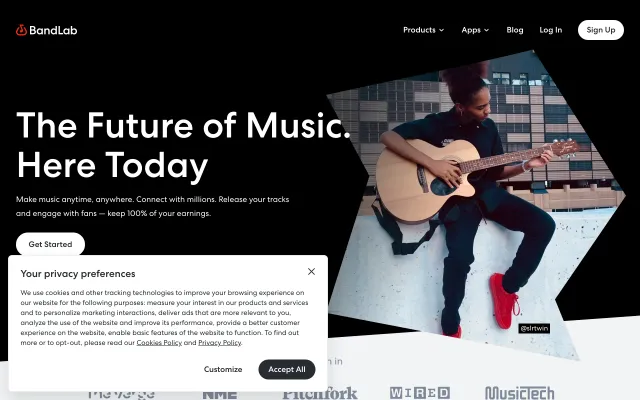 BandLab
Products Apps Blog Log In Sign Up
The Future of Music.
Here Today
Make music anytime, anywhere. Connect with millions. Release your tracks
and engage with fans — keep 100% of your earnings.
Get Started
@slrtwin
Your privacy preferences
We use cookies and other tracking technologies to improve your browsing experience on
our website for the following purposes: measure your interest in our products and services
and to personalize marketing interactions, deliver ads that are more relevant to you,
analyze the use of the website and improve its performance, provide a better customer
experience on the website, enable basic features of the website to function. To find out
more or to opt-out, please read our Cookies Policy and Privacy Policy.
Customize Accept All
in
NME Pitchfork WIRED MusicTech